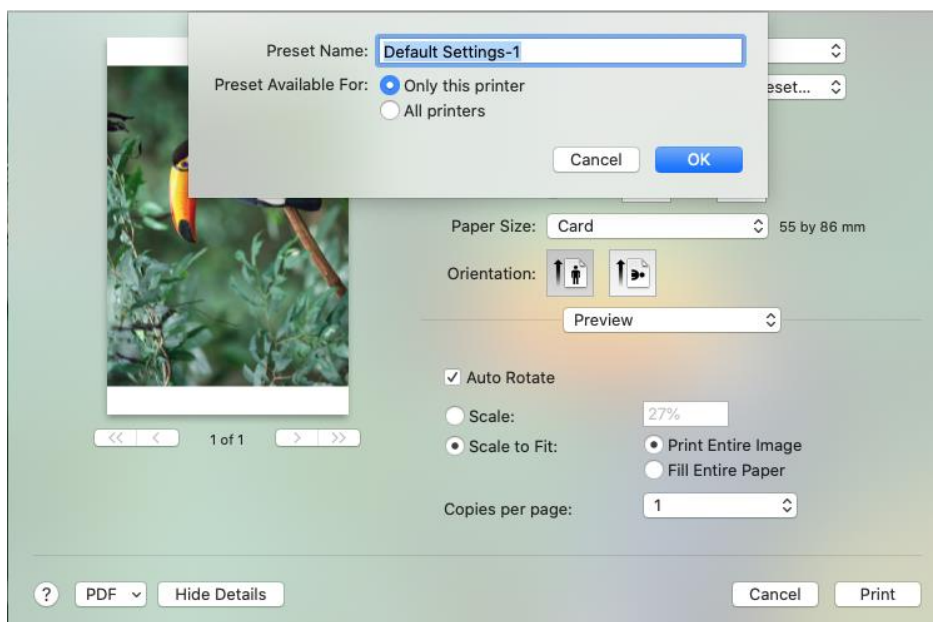 Preset Name: Default Settings-1
Preset Available For: Only this printer
All printers
Cancel OK
Paper Size: Card 55 by 86 mm
Orientation:
Preview
Auto Rotate
Scale: 27%
Scale to Fit: Print Entire Image
Fill Entire Paper
Copies per page: 1
<< < 1 of 1 > >>
? PDF Hide Details Cancel Print